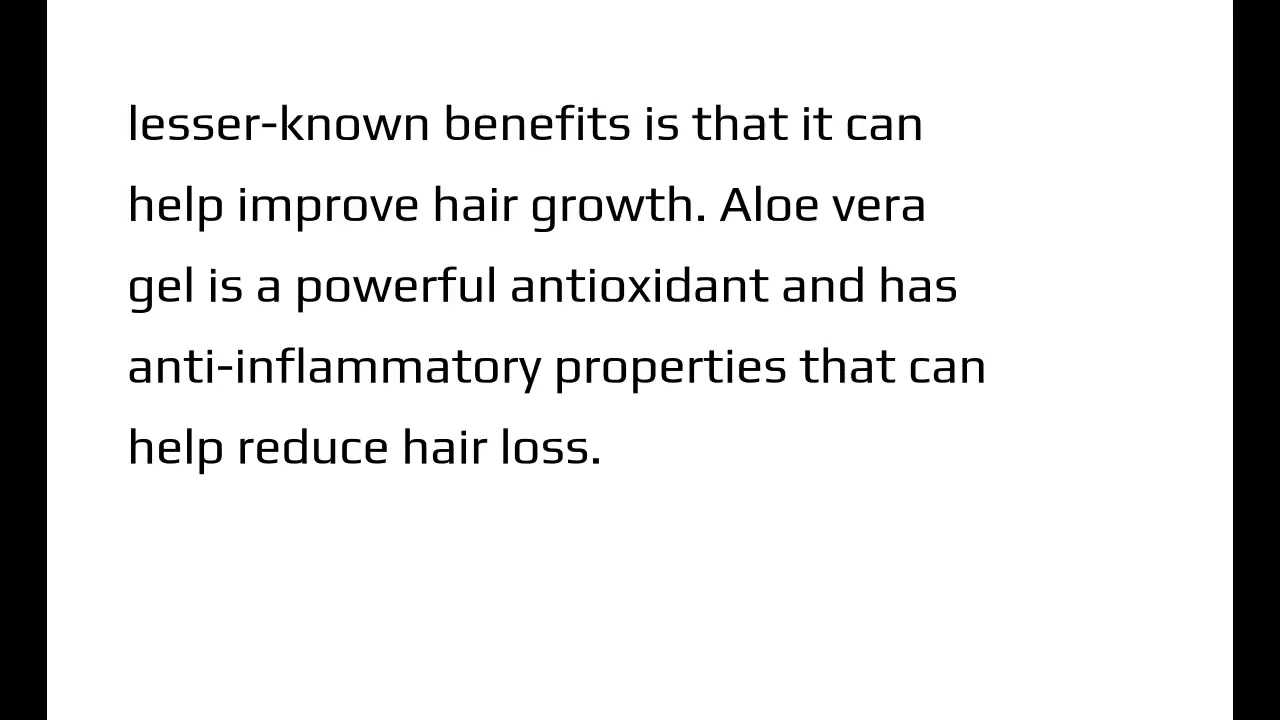 lesser-known benefits is that it can
help improve hair growth. Aloe vera
gel is a powerful antioxidant and has
anti-inflammatory properties that can
help reduce hair loss.